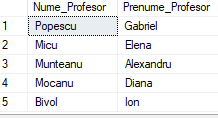 Nume_Profesor Prenume_Profesor
1 Popescu Gabriel
2 Micu Elena
3 Munteanu Alexandru
4 Mocanu Diana
5 Bivol Ion